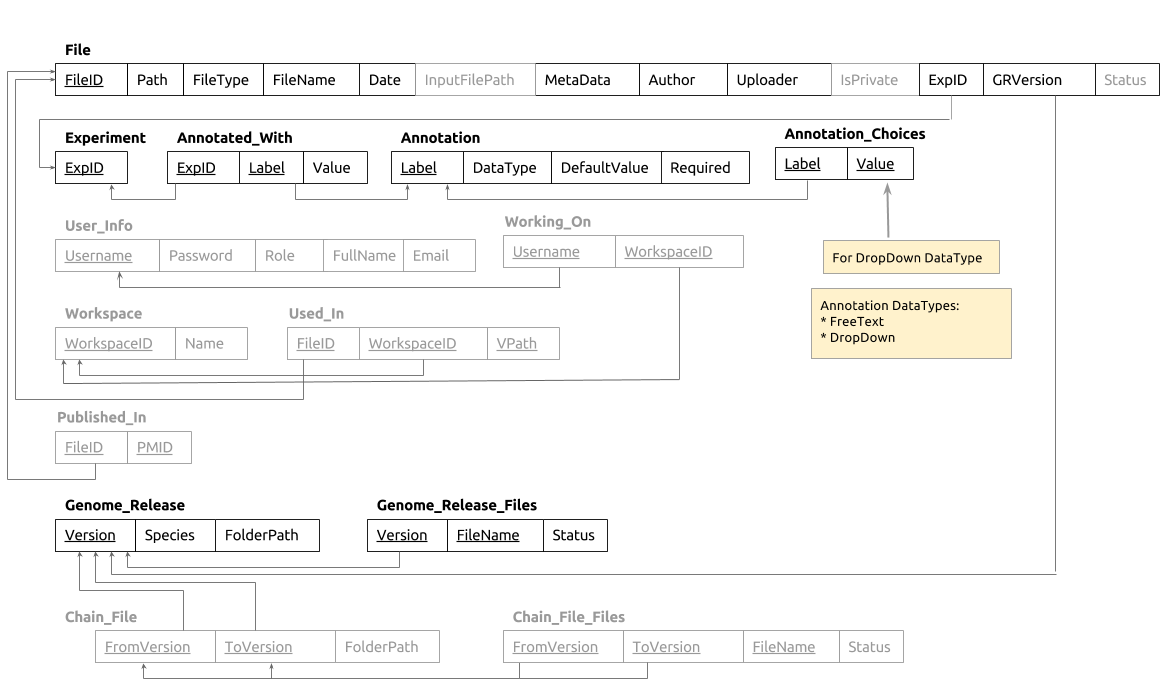 File
FileID Path FileType FileName Date InputFilePath MetaData Author Uploader IsPrivate ExpID GRVersion Status
Experiment Annotated_With Annotation Annotation_Choices
ExpID ExpID Label Value Label DataType DefaultValue Required Label Value
User_Info Working_On
Username Password Role FullName Email Username WorkspaceID
For DropDown DataType
Annotation DataTypes:
* FreeText
* DropDown
Workspace Used_In
WorkspaceID Name FileID WorkspaceID VPath
Published_In
FileID PMID
Genome_Release Genome_Release_Files
Version Species FolderPath Version FileName Status
Chain_File Chain_File_Files
FromVersion ToVersion FolderPath FromVersion ToVersion FileName Status